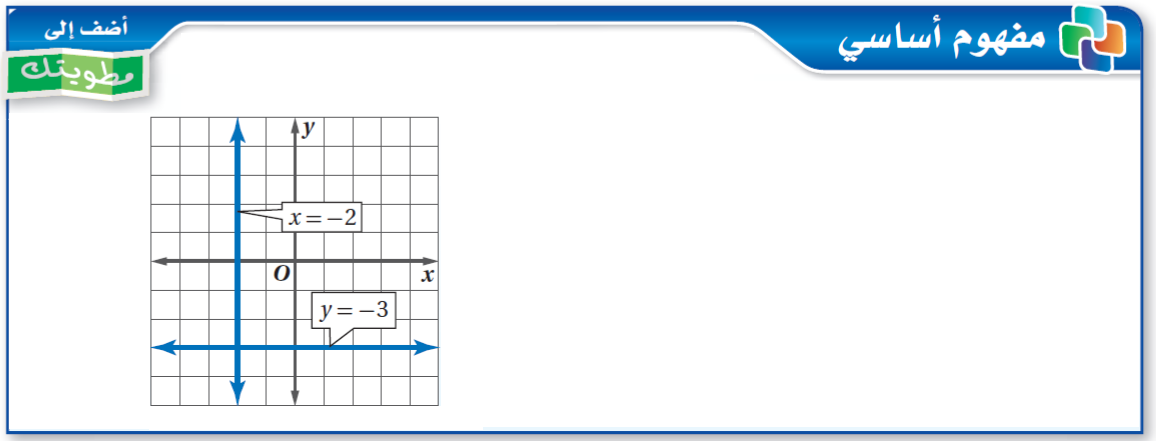 مفهوم أساسي
أضف إلى
مطويتك
y
x = −2
O
x
y = −3